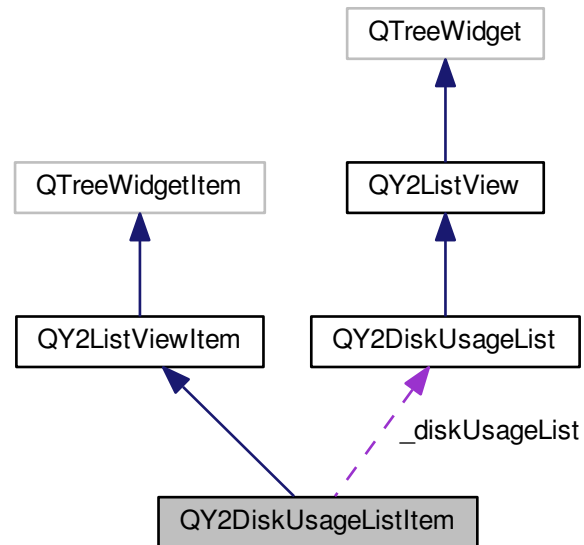 QTreeWidget
QTreeWidgetItem
QY2ListView
QY2ListViewItem
QY2DiskUsageList
_diskUsageList
QY2DiskUsageListItem